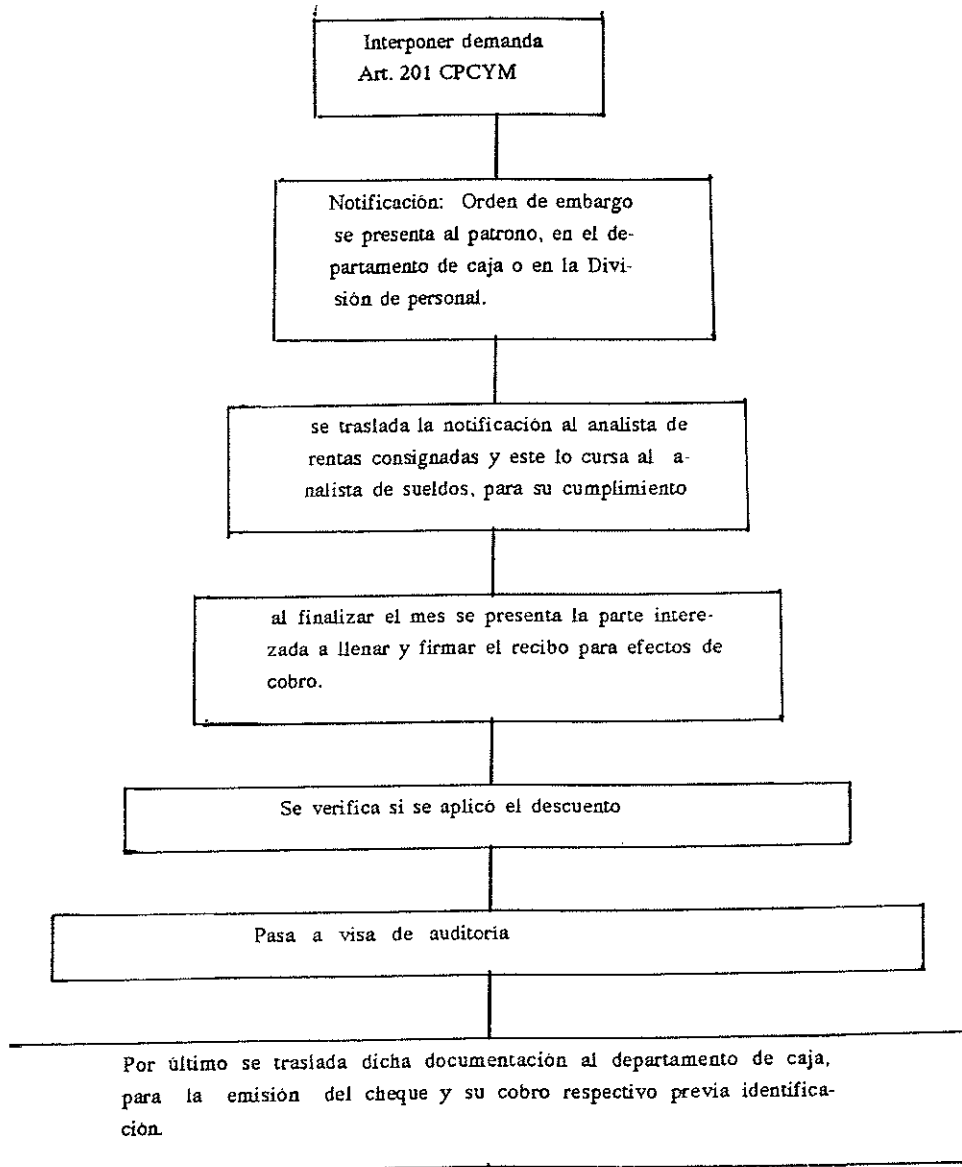 Interponer demanda
Art. 201 CPCYM
Notificación: Orden de embargo
se presenta al patrono, en el de-
partamento de caja o en la Divi-
sión de personal.
se traslada la notificación al analista de
rentas consignadas y este lo cursa al a-
nalista de sueldos, para su cumplimiento
al finalizar el mes se presenta la parte intere-
zada a llenar y firmar el recibo para efectos de
cobro.
Se verifica si se aplicó el descuento
Pasa a visa de auditoria
Por último se traslada dicha documentación al departamento de caja,
para la emisión del cheque y su cobro respectivo previa identifica-
ción.